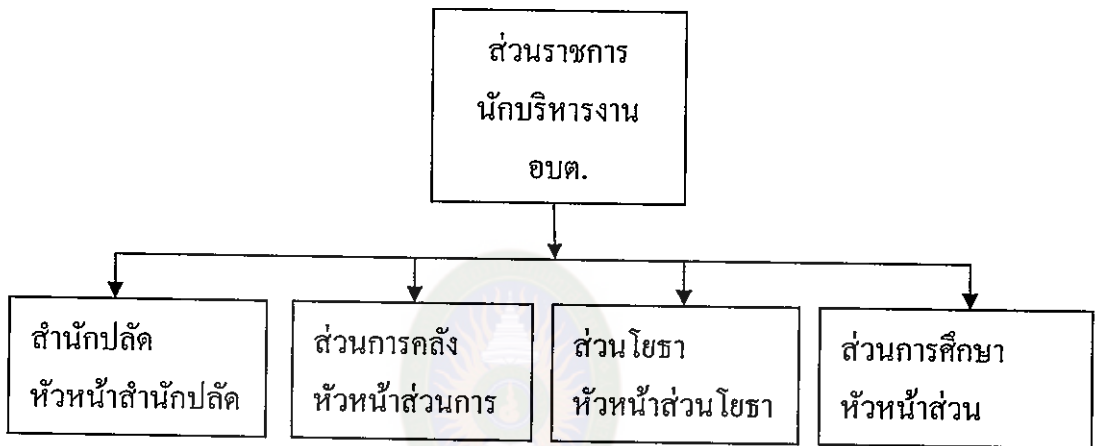 ส่วนราชการ
นักบริหารงาน
อบต.
สำนักปลัด
หัวหน้าสำนักปลัด
ส่วนการคลัง
หัวหน้าส่วนการ
ส่วนโยธา
หัวหน้าส่วนโยธา
ส่วนการศึกษา
หัวหน้าส่วน